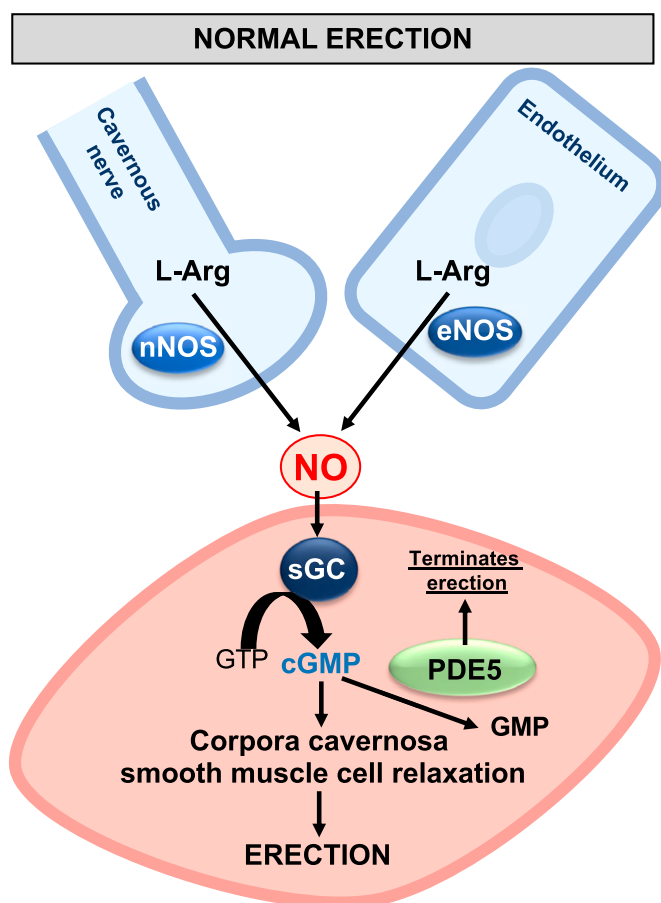 NORMAL ERECTION
Cavernous
nerve
Endothelium
L-Arg
L-Arg
nNOS
eNOS
NO
sGC
Terminates
erection
GTP
cGMP
PDE5
GMP
Corpora cavernosa
smooth muscle cell relaxation
ERECTION